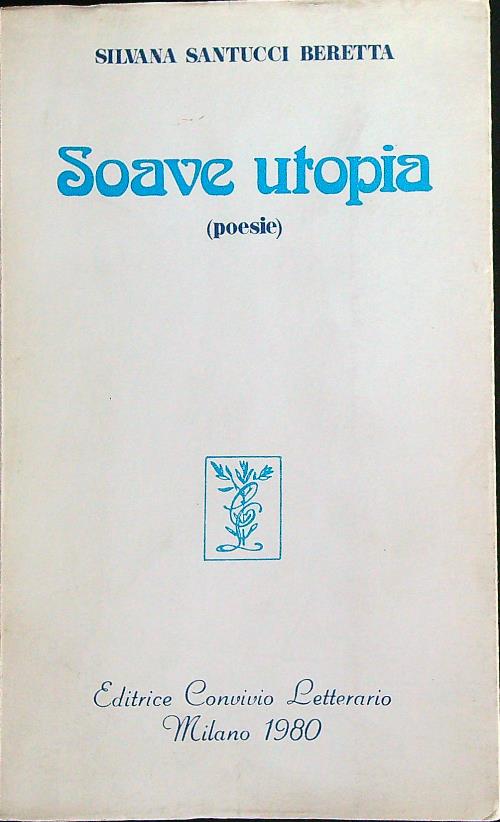 SILVANA SANTUCCI BERETTA
Soave utopia
(poesie)
Editrice Convivio Letterario
Milano 1980